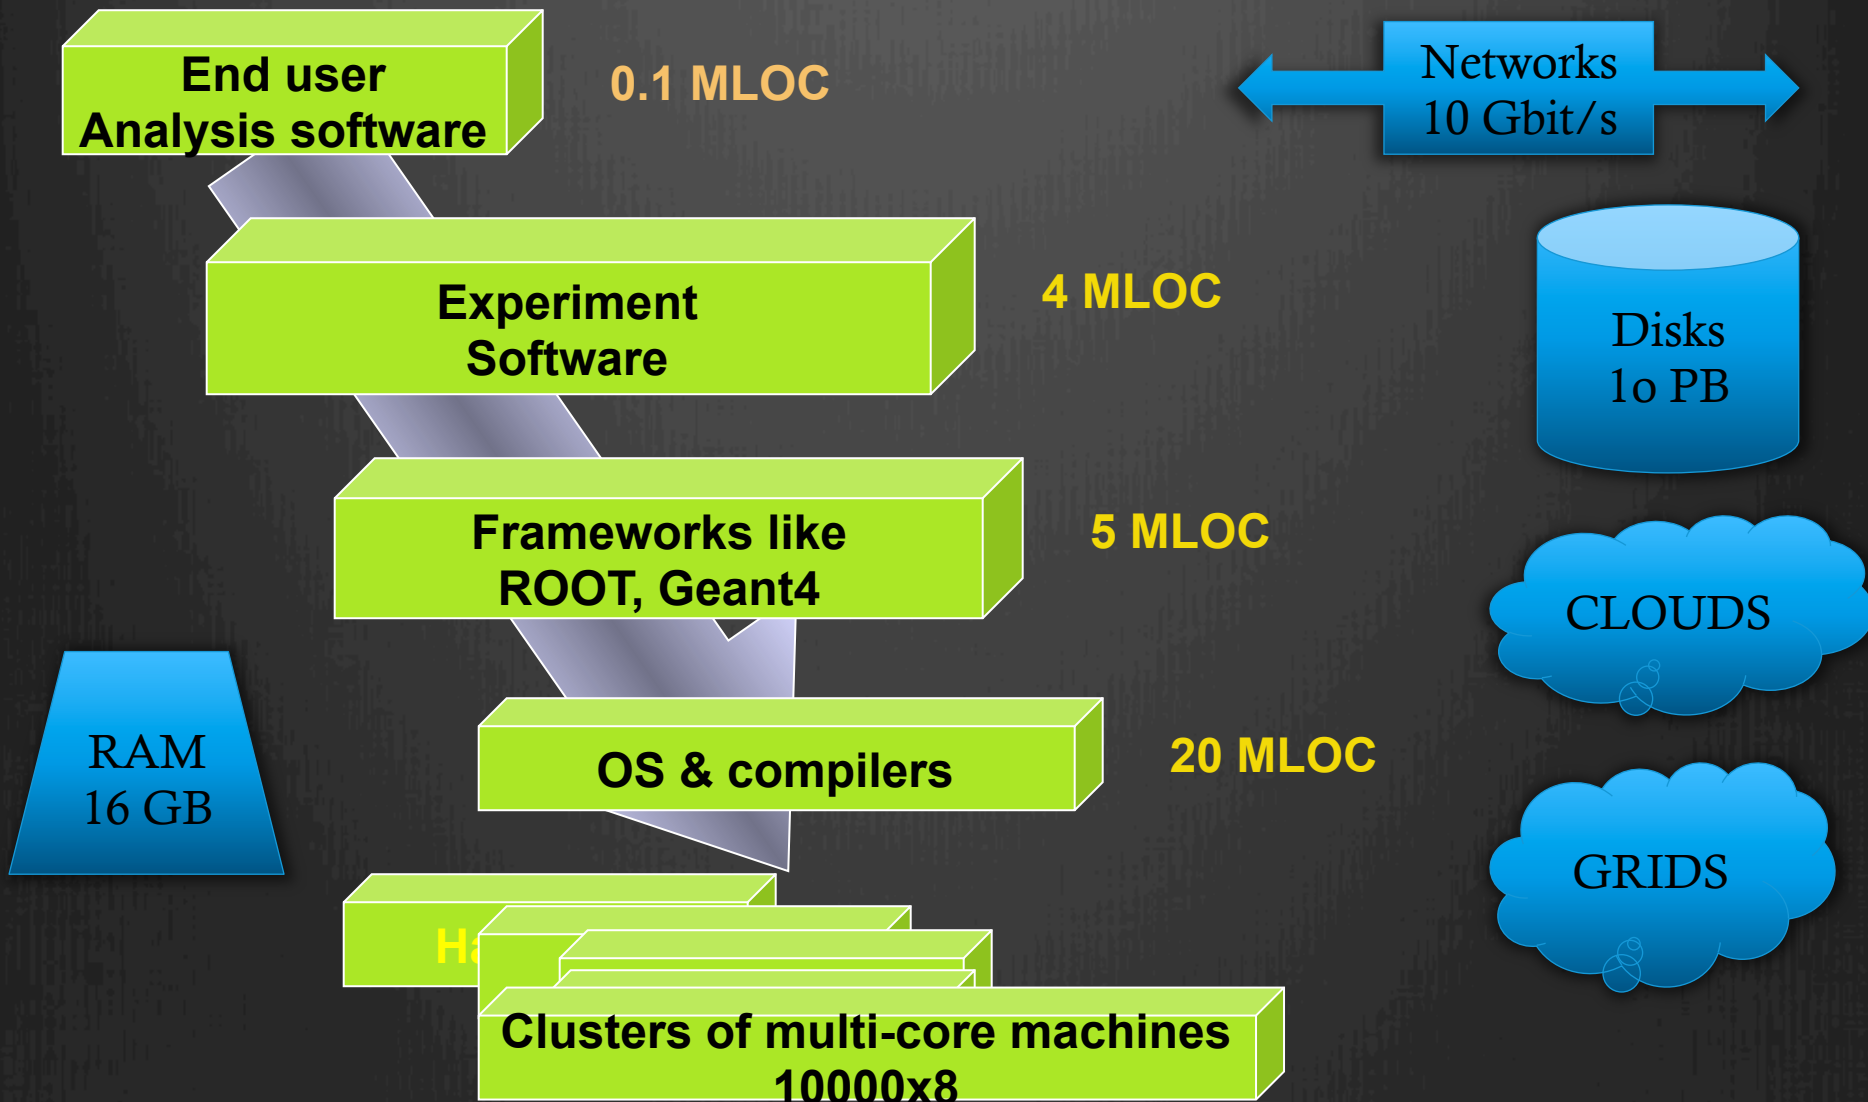 End user
Analysis software
0.1 MLOC
Networks
10 Gbit/s
Experiment
Software
4 MLOC
Disks
1o PB
Frameworks like
ROOT, Geant4
5 MLOC
CLOUDS
RAM
16 GB
OS & compilers
20 MLOC
GRIDS
Clusters of multi-core machines
10000x8